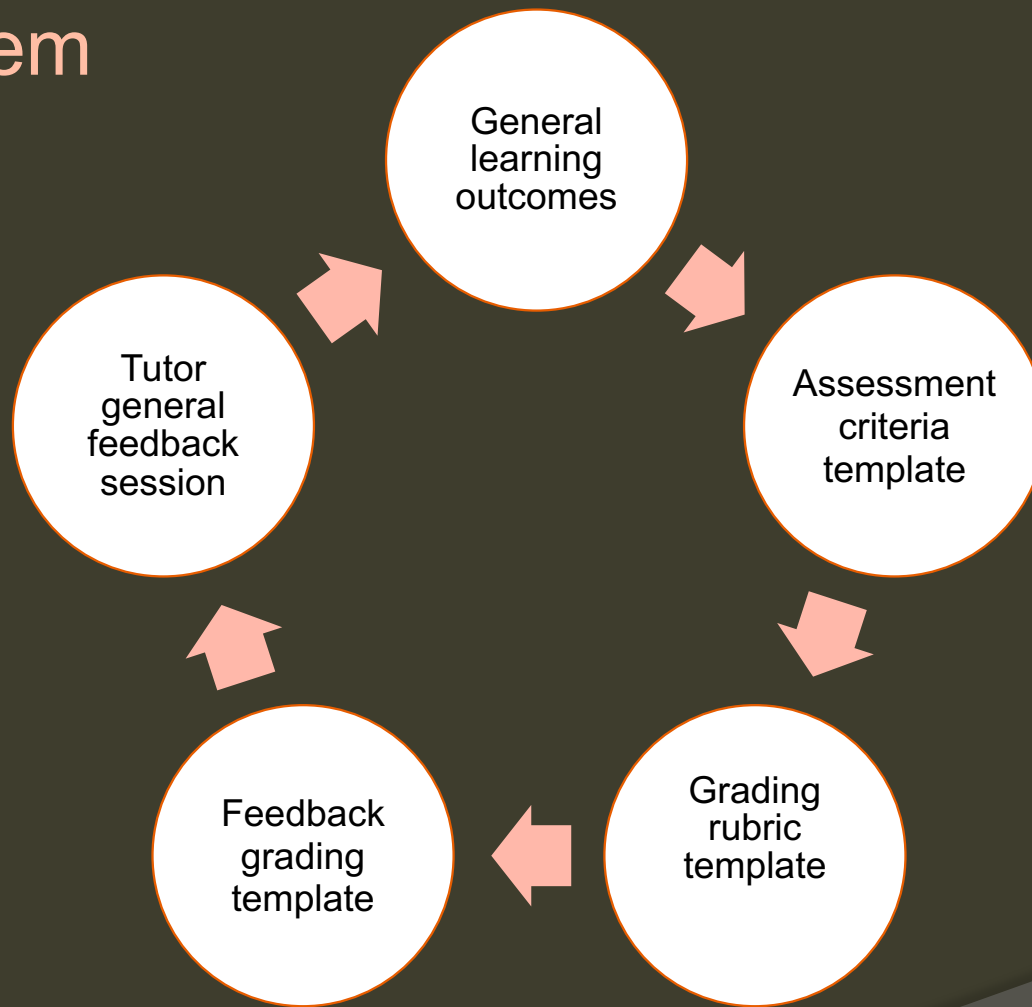 em
General
learning
outcomes
Assessment
criteria
template
Grading
rubric
template
Feedback
grading
template
Tutor
general
feedback
session